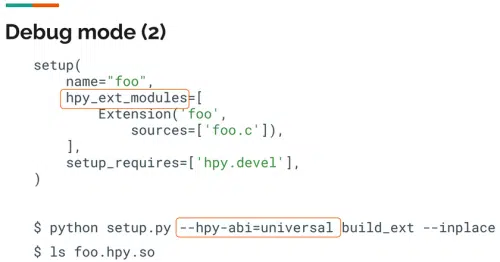 Debug mode (2)
setup(
    name="foo",
    hpy_ext_modules=[
        Extension('foo',
            sources=['foo.c']),
    ],
    setup_requires=['hpy.devel'],
)
$ python setup.py --hpy-abi=universal build_ext --inplace
$ ls foo.hpy.so